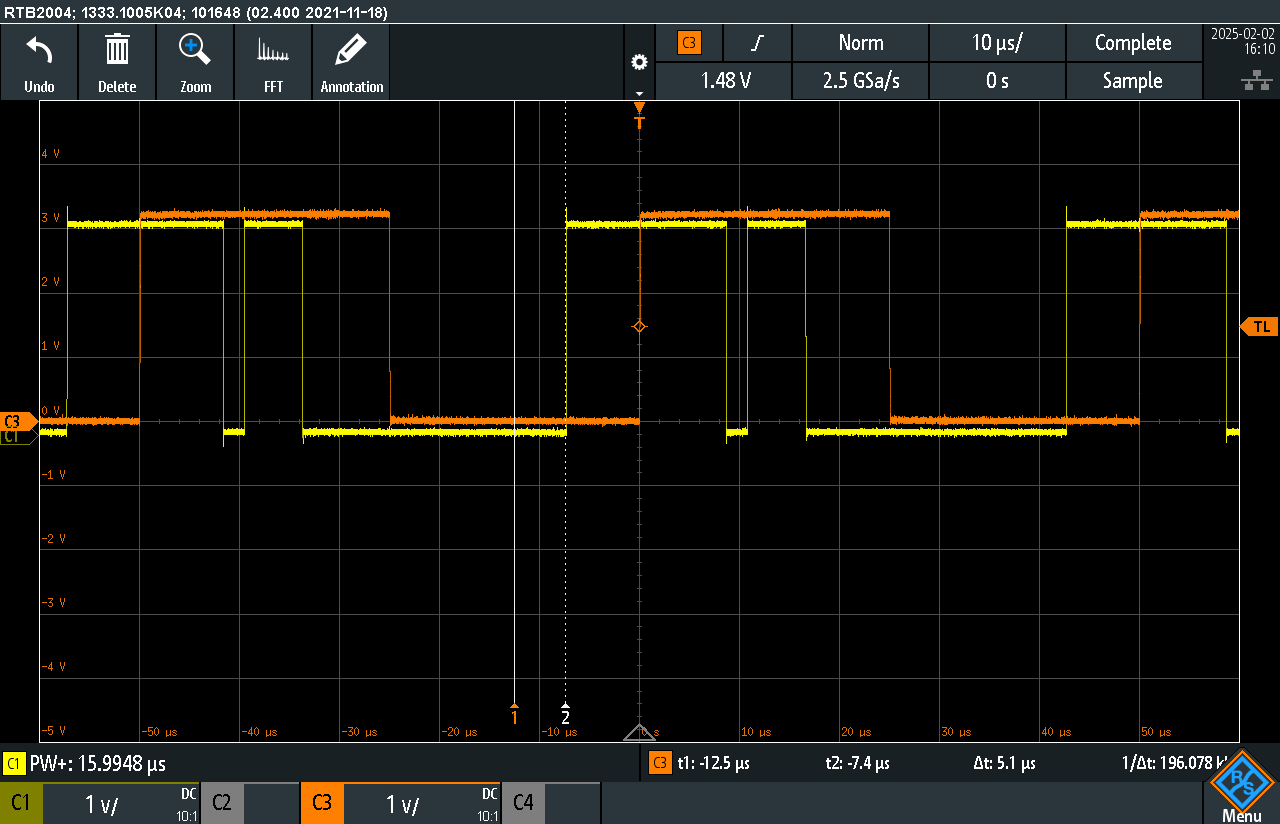 RTB2004; 1333.1005K04; 101648 (02.400 2021-11-18)
Undo
Delete
Zoom
FFT
Annotation
C3
Norm
10 µs/
Complete
2025-02-02
16:10
1.48 V
2.5 GSa/s
0 s
Sample
T
4 V
3 V
2 V
1 V
TL
0 V
C3
C1
-1 V
-2 V
-3 V
-4 V
1
2
-5 V
-50 µs
-40 µs
-30 µs
-20 µs
-10 µs
0 s
10 µs
20 µs
30 µs
40 µs
50 µs
C1 PW+: 15.9948 µs
C3 t1: -12.5 µs t2: -7.4 µs Δt: 5.1 µs 1/Δt: 196.078
C1 1 V/ DC 10:1
C2
C3 1 V/ DC 10:1
C4
R S
Menu